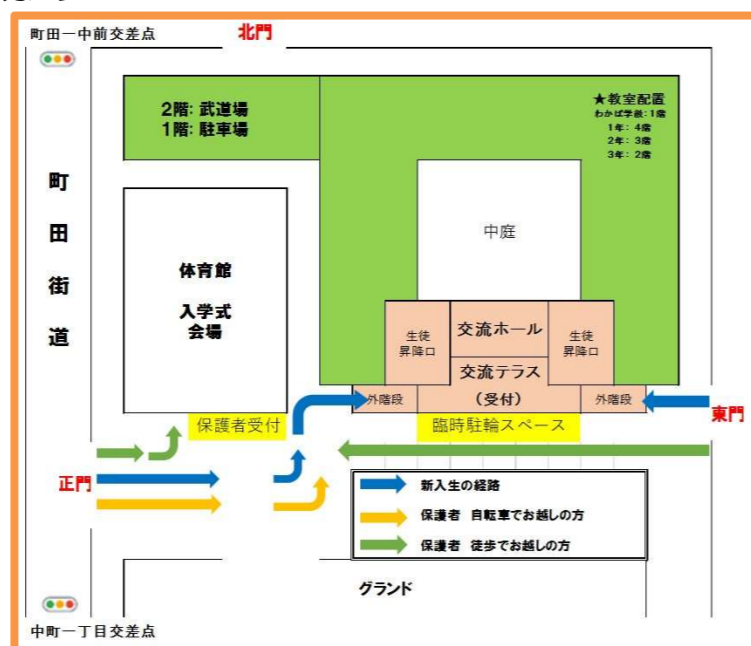 町田一中前交差点
北門
2階: 武道場
1階: 駐車場
★教室配置
わかば学級: 1階
1年: 4階
2年: 3階
3年: 2階
町田街道
体育館
入学式
会場
中庭
生徒
昇降口
交流ホール
生徒
昇降口
交流テラス
(受付)
外階段
外階段
東門
保護者受付
臨時駐輪スペース
正門
新入生の経路
保護者 自転車でお越しの方
保護者 徒歩でお越しの方
グランド
中町一丁目交差点